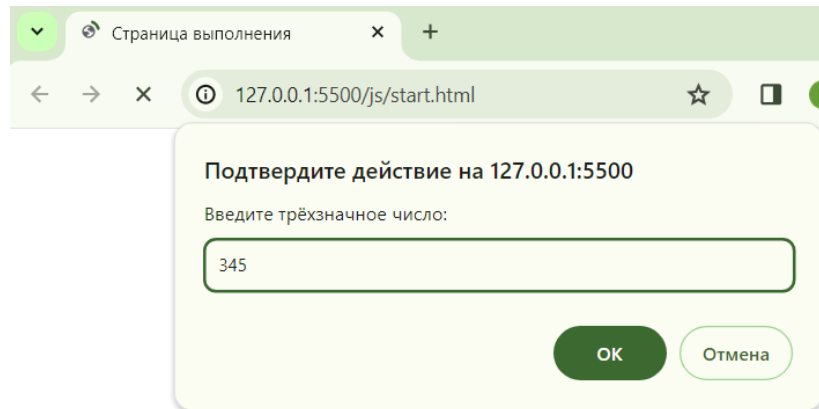 Страница выполнения
127.0.0.1:5500/js/start.html
Подтвердите действие на 127.0.0.1:5500
Введите трёхзначное число:
345
ОК Отмена